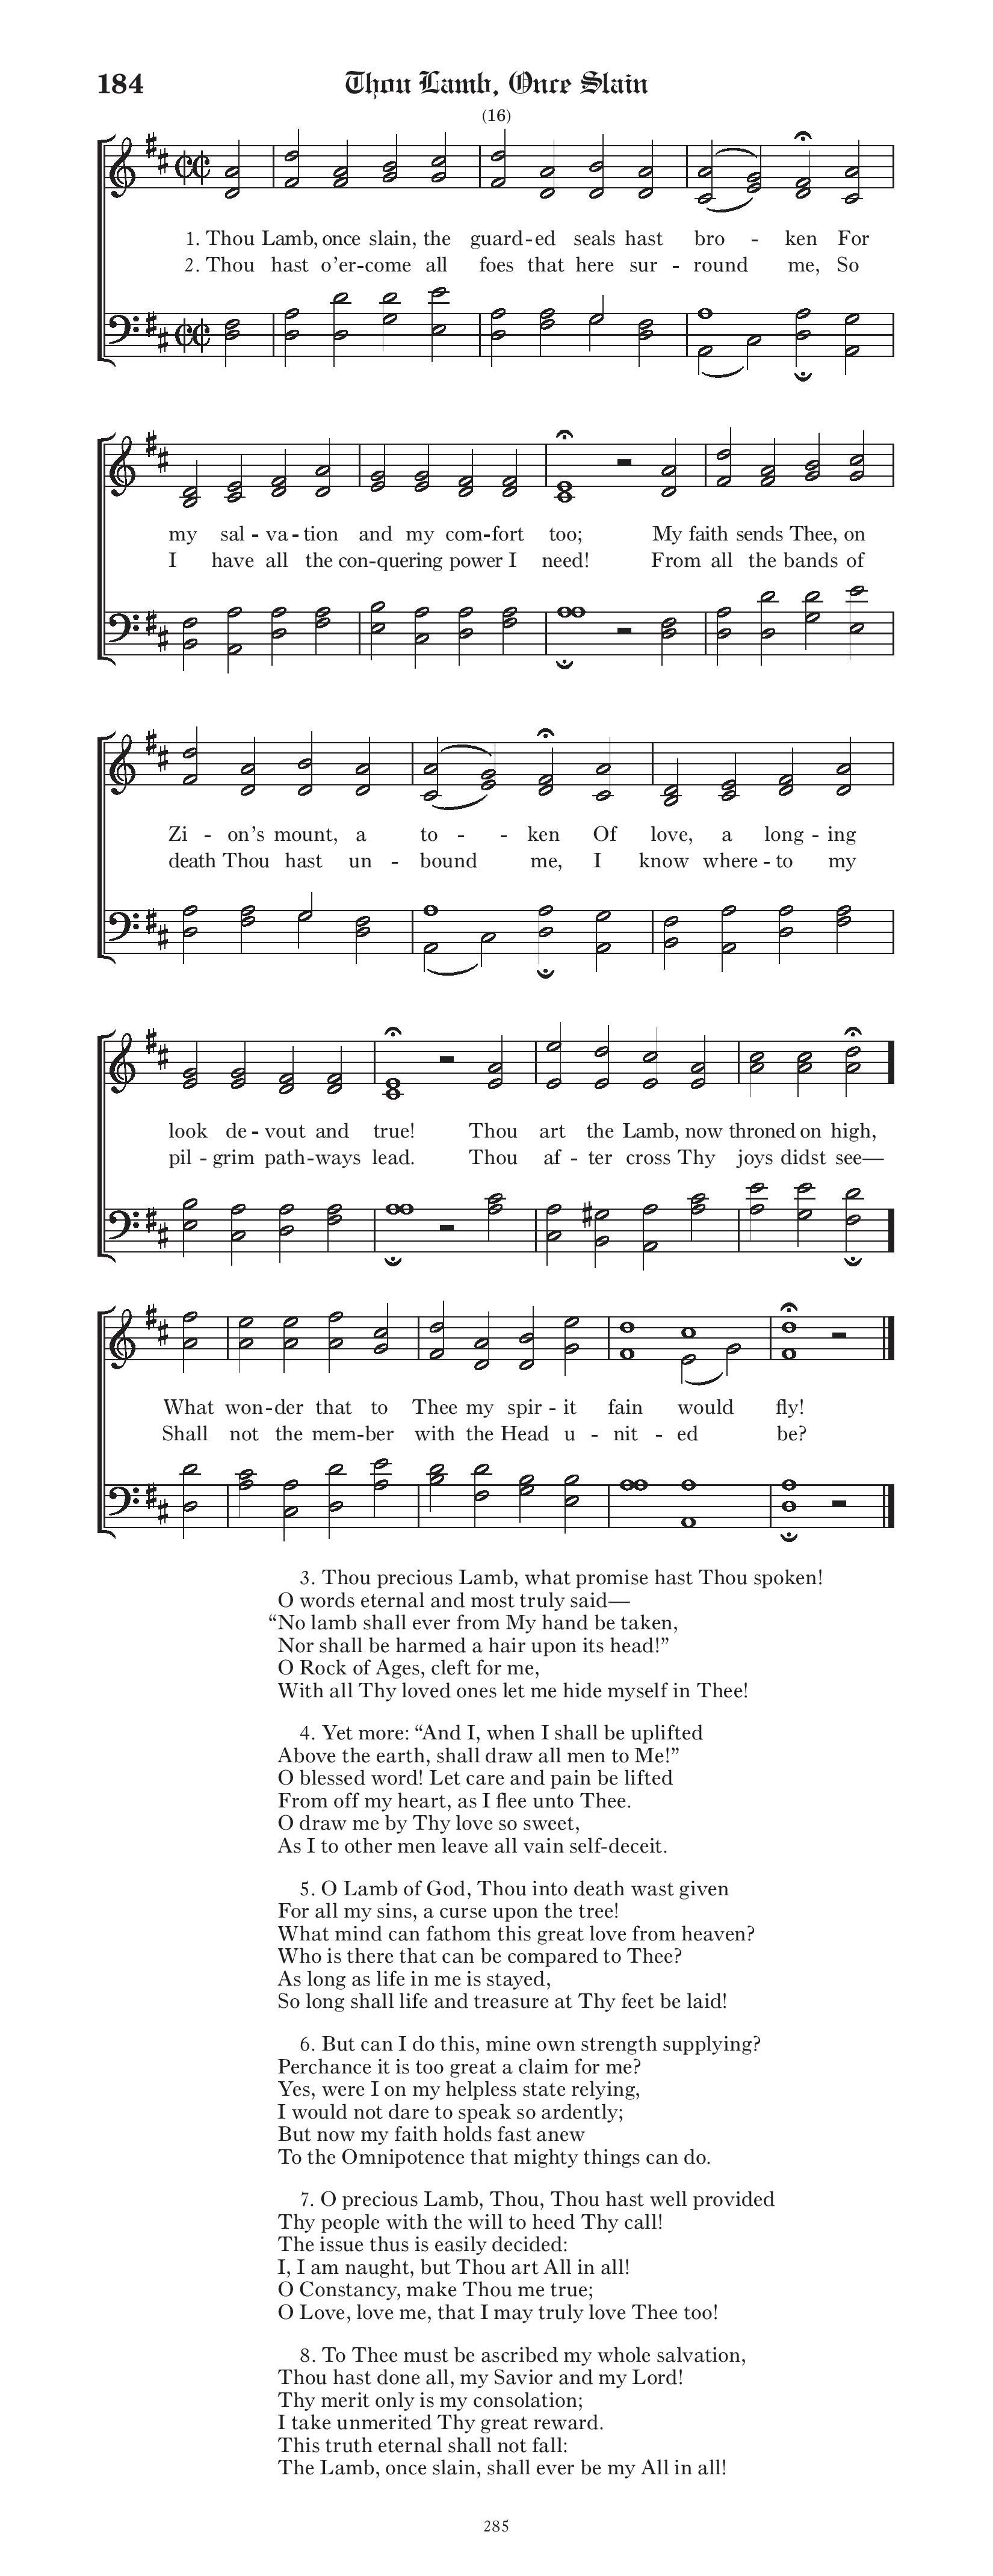 184 Thou Lamb, Once Slain
(16)
1. Thou Lamb, once slain, the guard-ed seals hast bro - ken For
2. Thou hast o’er-come all foes that here sur - round me, So
my sal - va - tion and my com-fort too; My faith sends Thee, on
I have all the con-quering power I need! From all the bands of
Zi - on’s mount, a to - - ken Of love, a long - ing
death Thou hast un - bound me, I know where - to my
look de - vout and true! Thou art the Lamb, now throned on high,
pil - grim path-ways lead. Thou af - ter cross Thy joys didst see—
What won-der that to Thee my spir - it fain would fly!
Shall not the mem-ber with the Head u - nit - ed be?
3. Thou precious Lamb, what promise hast Thou spoken!
O words eternal and most truly said—
“No lamb shall ever from My hand be taken,
Nor shall be harmed a hair upon its head!”
O Rock of Ages, cleft for me,
With all Thy loved ones let me hide myself in Thee!
4. Yet more: “And I, when I shall be uplifted
Above the earth, shall draw all men to Me!”
O blessed word! Let care and pain be lifted
From off my heart, as I flee unto Thee.
O draw me by Thy love so sweet,
As I to other men leave all vain self-deceit.
5. O Lamb of God, Thou into death wast given
For all my sins, a curse upon the tree!
What mind can fathom this great love from heaven?
Who is there that can be compared to Thee?
As long as life in me is stayed,
So long shall life and treasure at Thy feet be laid!
6. But can I do this, mine own strength supplying?
Perchance it is too great a claim for me?
Yes, were I on my helpless state relying,
I would not dare to speak so ardently;
But now my faith holds fast anew
To the Omnipotence that mighty things can do.
7. O precious Lamb, Thou, Thou hast well provided
Thy people with the will to heed Thy call!
The issue thus is easily decided:
I, I am naught, but Thou art All in all!
O Constancy, make Thou me true;
O Love, love me, that I may truly love Thee too!
8. To Thee must be ascribed my whole salvation,
Thou hast done all, my Savior and my Lord!
Thy merit only is my consolation;
I take unmerited Thy great reward.
This truth eternal shall not fall:
The Lamb, once slain, shall ever be my All in all!
285